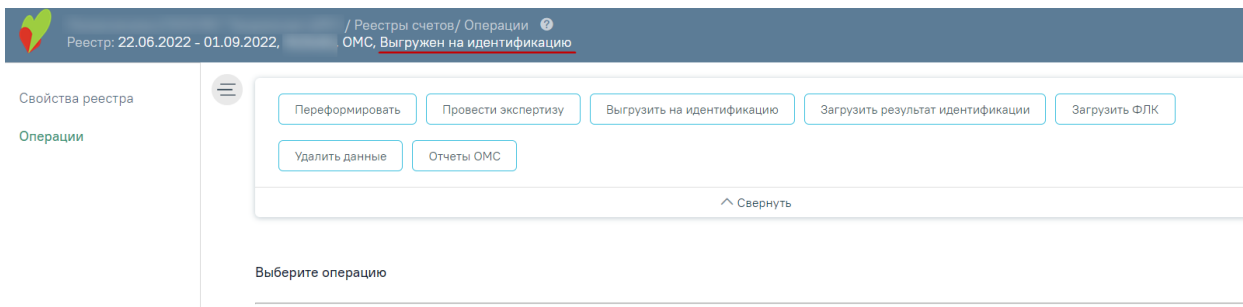 / Реестры счетов/ Операции ?
Реестр: 22.06.2022 - 01.09.2022, ОМС, Выгружен на идентификацию
Свойства реестра
Операции
Переформировать
Провести экспертизу
Выгрузить на идентификацию
Загрузить результат идентификации
Загрузить ФЛК
Удалить данные
Отчеты ОМС
Свернуть
Выберите операцию